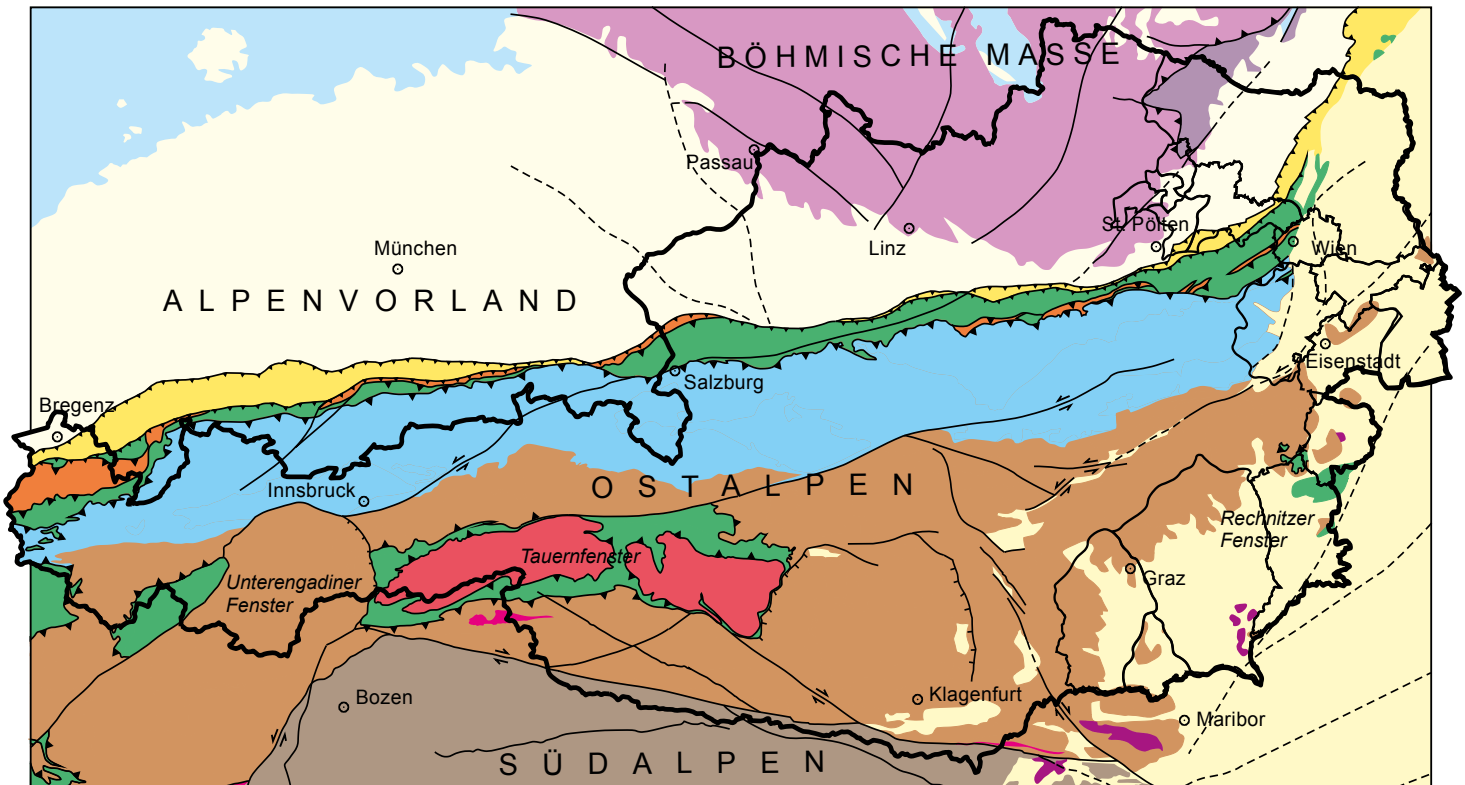 BÖHMISCHE MASSE
Passau
St. Pölten
Linz
Wien
München
ALPENVORLAND
Salzburg
Eisenstadt
Bregenz
Innsbruck
OSTALPEN
Rechnitzer
Fenster
Tauernfenster
Unterengadiner
Fenster
Graz
Bozen
Klagenfurt
Maribor
SÜDALPEN